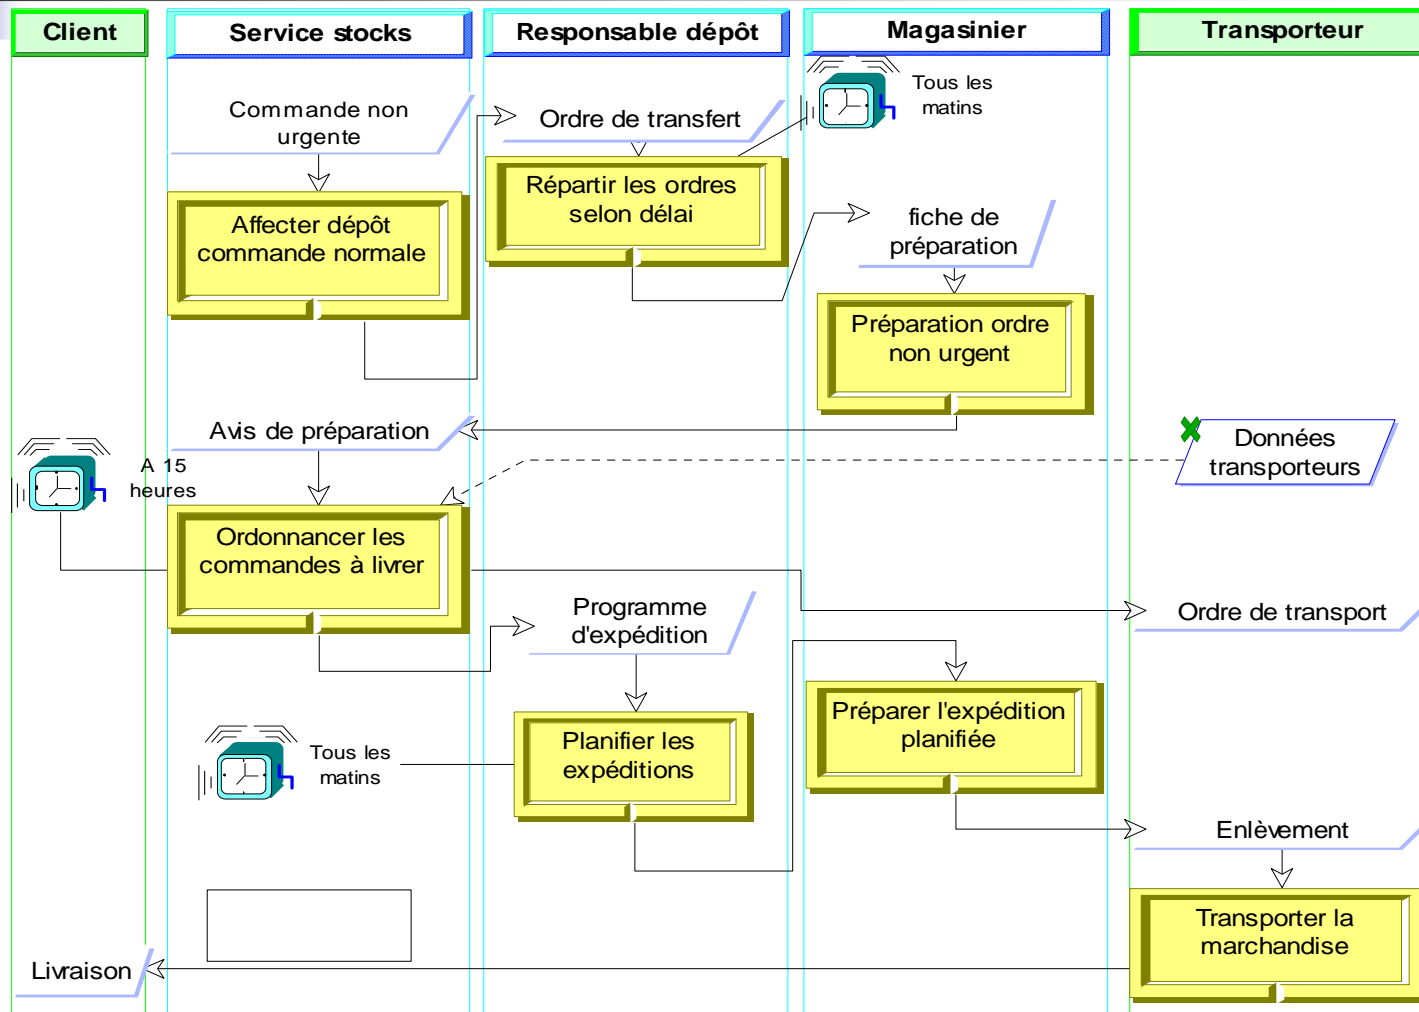 Client
Service stocks
Responsable dépôt
Magasinier
Transporteur
Commande non
urgente
Ordre de transfert
Tous les
matins
Affecter dépôt
commande normale
Répartir les ordres
selon délai
fiche de
préparation
Préparation ordre
non urgent
Avis de préparation
Données
transporteurs
A 15
heures
Ordonnancer les
commandes à livrer
Programme
d'expédition
Ordre de transport
Tous les
matins
Planifier les
expéditions
Préparer l'expédition
planifiée
Enlèvement
Transporter la
marchandise
Livraison